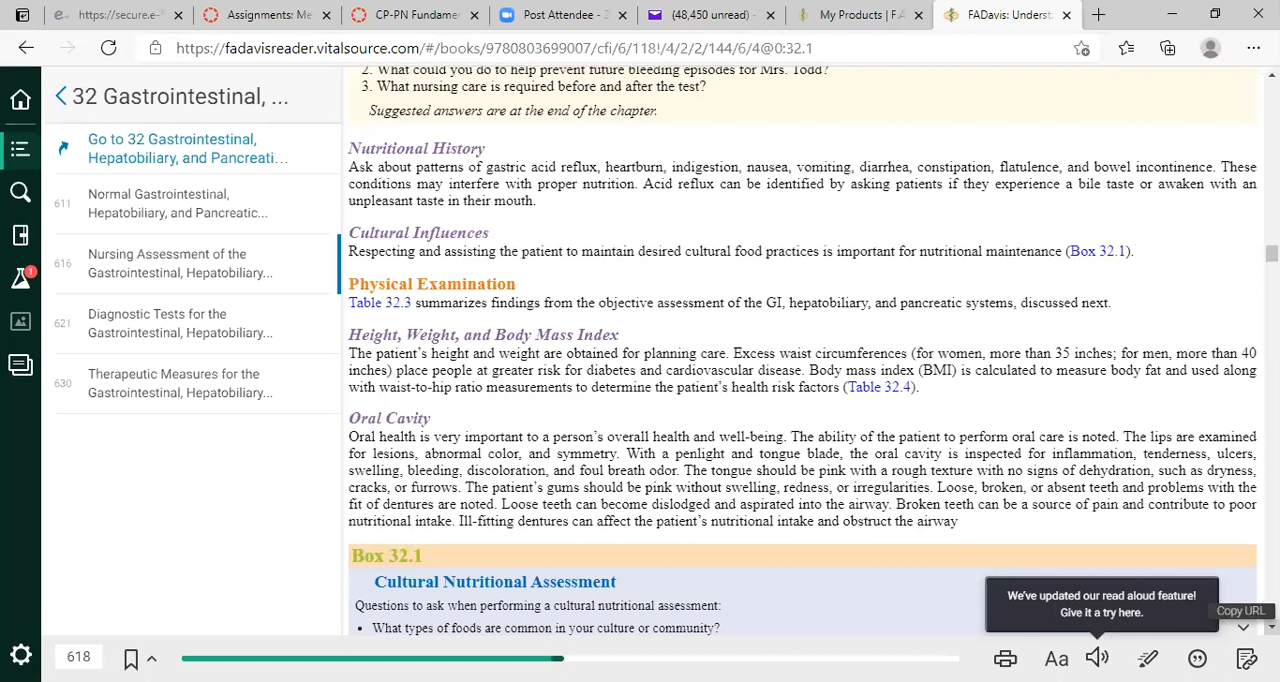 https://secure.e-
Assignments: Me
CP-PN Fundame
Post Attendee - Z
(48,450 unread) -
My Products | F.A
FADavis: Underst
https://fadavisreader.vitalsource.com/#/books/9780803699007/cfi/6/118!/4/2/2/144/6/4@0:32.1
32 Gastrointestinal, ...
Go to 32 Gastrointestinal,
Hepatobiliary, and Pancreati...
611
Normal Gastrointestinal,
Hepatobiliary, and Pancreatic...
616
Nursing Assessment of the
Gastrointestinal, Hepatobiliary...
621
Diagnostic Tests for the
Gastrointestinal, Hepatobiliary...
630
Therapeutic Measures for the
Gastrointestinal, Hepatobiliary...
1
2. What could you do to help prevent future bleeding episodes for Mrs. Todd?
3. What nursing care is required before and after the test?
Suggested answers are at the end of the chapter.
Nutritional History
Ask about patterns of gastric acid reflux, heartburn, indigestion, nausea, vomiting, diarrhea, constipation, flatulence, and bowel incontinence. These
conditions may interfere with proper nutrition. Acid reflux can be identified by asking patients if they experience a bile taste or awaken with an
unpleasant taste in their mouth.
Cultural Influences
Respecting and assisting the patient to maintain desired cultural food practices is important for nutritional maintenance (Box 32.1).
Physical Examination
Table 32.3 summarizes findings from the objective assessment of the GI, hepatobiliary, and pancreatic systems, discussed next.
Height, Weight, and Body Mass Index
The patient's height and weight are obtained for planning care. Excess waist circumferences (for women, more than 35 inches; for men, more than 40
inches) place people at greater risk for diabetes and cardiovascular disease. Body mass index (BMI) is calculated to measure body fat and used along
with waist-to-hip ratio measurements to determine the patient's health risk factors (Table 32.4).
Oral Cavity
Oral health is very important to a person's overall health and well-being. The ability of the patient to perform oral care is noted. The lips are examined
for lesions, abnormal color, and symmetry. With a penlight and tongue blade, the oral cavity is inspected for inflammation, tenderness, ulcers,
swelling, bleeding, discoloration, and foul breath odor. The tongue should be pink with a rough texture with no signs of dehydration, such as dryness,
cracks, or furrows. The patient's gums should be pink without swelling, redness, or irregularities. Loose, broken, or absent teeth and problems with the
fit of dentures are noted. Loose teeth can become dislodged and aspirated into the airway. Broken teeth can be a source of pain and contribute to poor
nutritional intake. Ill-fitting dentures can affect the patient's nutritional intake and obstruct the airway
Box 32.1
Cultural Nutritional Assessment
Questions to ask when performing a cultural nutritional assessment:
• What types of foods are common in your culture or community?
We've updated our read aloud feature!
Give it a try here.
Copy URL
618
Aa